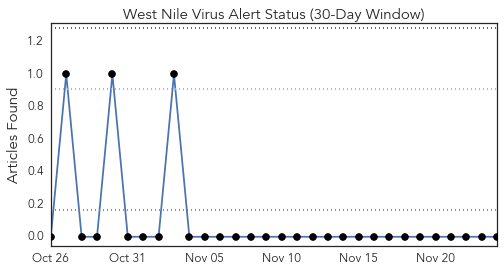 West Nile Virus Alert Status (30-Day Window)
Articles Found
1.2
1.0
0.8
0.6
0.4
0.2
0.0
Oct 26 Oct 31 Nov 05 Nov 10 Nov 15 Nov 20